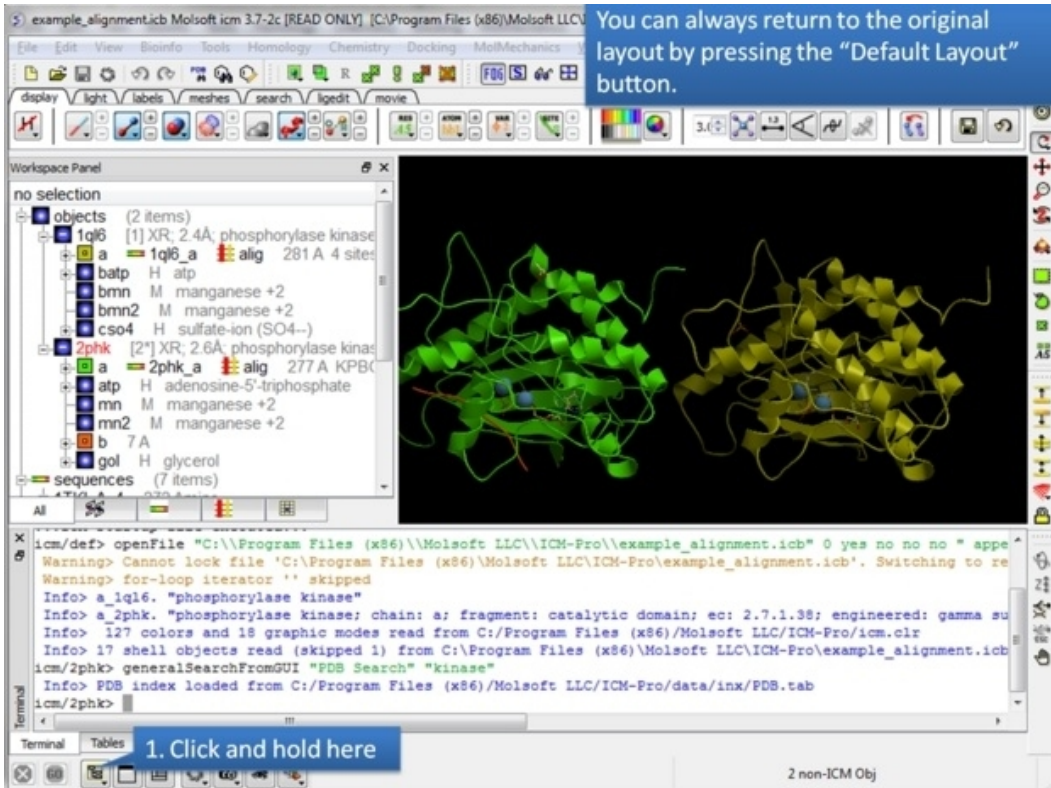 example_alignment.icb Molsoft icm 3.7-2c [READ ONLY] [C:\Program Files (x86)\Molsoft LLC\
You can always return to the original
layout by pressing the “Default Layout”
button.
File Edit View Bioinfo Tools Homology Chemistry Docking MolMechanics
display light labels meshes search ligedit movie
Workspace Panel
no selection
objects (2 items)
1ql6 [1] XR; 2.4Å; phosphorylase kinase
a 1ql6_a alig 281 A 4 sites
batp H atp
bmn M manganese +2
bmn2 M manganese +2
cso4 H sulfate-ion (SO4--)
2phk [2*] XR; 2.6Å; phosphorylase kinas
a 2phk_a alig 277 A KPBG
atp H adenosine-5'-triphosphate
mn M manganese +2
mn2 M manganese +2
b 7 A
gol H glycerol
sequences (7 items)
All
icm/def> openFile "C:\\Program Files (x86)\\Molsoft LLC\\ICM-Pro\\example_alignment.icb" 0 yes no no no " appe
Warning> Cannot lock file 'C:\Program Files (x86)\Molsoft LLC\ICM-Pro\example_alignment.icb'. Switching to re
Warning> for-loop iterator '' skipped
Info> a_1ql6. "phosphorylase kinase"
Info> a_2phk. "phosphorylase kinase; chain: a; fragment: catalytic domain; ec: 2.7.1.38; engineered: gamma su
Info> 127 colors and 18 graphic modes read from C:/Program Files (x86)/Molsoft LLC/ICM-Pro/icm.clr
Info> 17 shell objects read (skipped 1) from C:\Program Files (x86)\Molsoft LLC\ICM-Pro\example_alignment.icb
icm/2phk> generalSearchFromGUI "PDB Search" "kinase"
Info> PDB index loaded from C:/Program Files (x86)/Molsoft LLC/ICM-Pro/data/inx/PDB.tab
icm/2phk>
Terminal
Terminal Tables
1. Click and hold here
2 non-ICM Obj